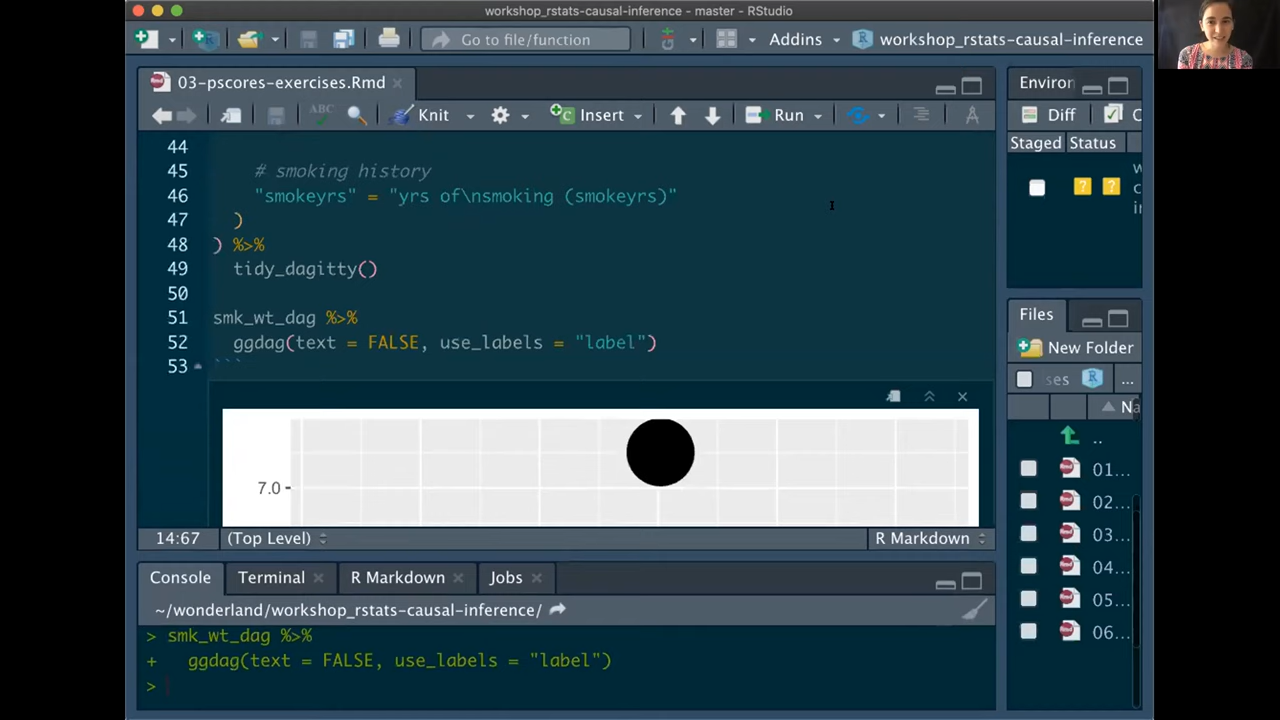 workshop_rstats-causal-inference - master - RStudio
Go to file/function
Addins
workshop_rstats-causal-inference
03-pscores-exercises.Rmd
ABC
Knit
Insert
Run
44
45 # smoking history
46 "smokeyrs" = "yrs of\nsmoking (smokeyrs)"
47 )
48 ) %>%
49 tidy_dagitty()
50
51 smk_wt_dag %>%
52 ggdag(text = FALSE, use_labels = "label")
53 ```
7.0
14:67 (Top Level) R Markdown
Console Terminal R Markdown Jobs
~/wonderland/workshop_rstats-causal-inference/
> smk_wt_dag %>%
+ ggdag(text = FALSE, use_labels = "label")
>
Environ
Diff
Staged Status
Files
New Folder
..
01...
02...
03...
04...
05...
06...